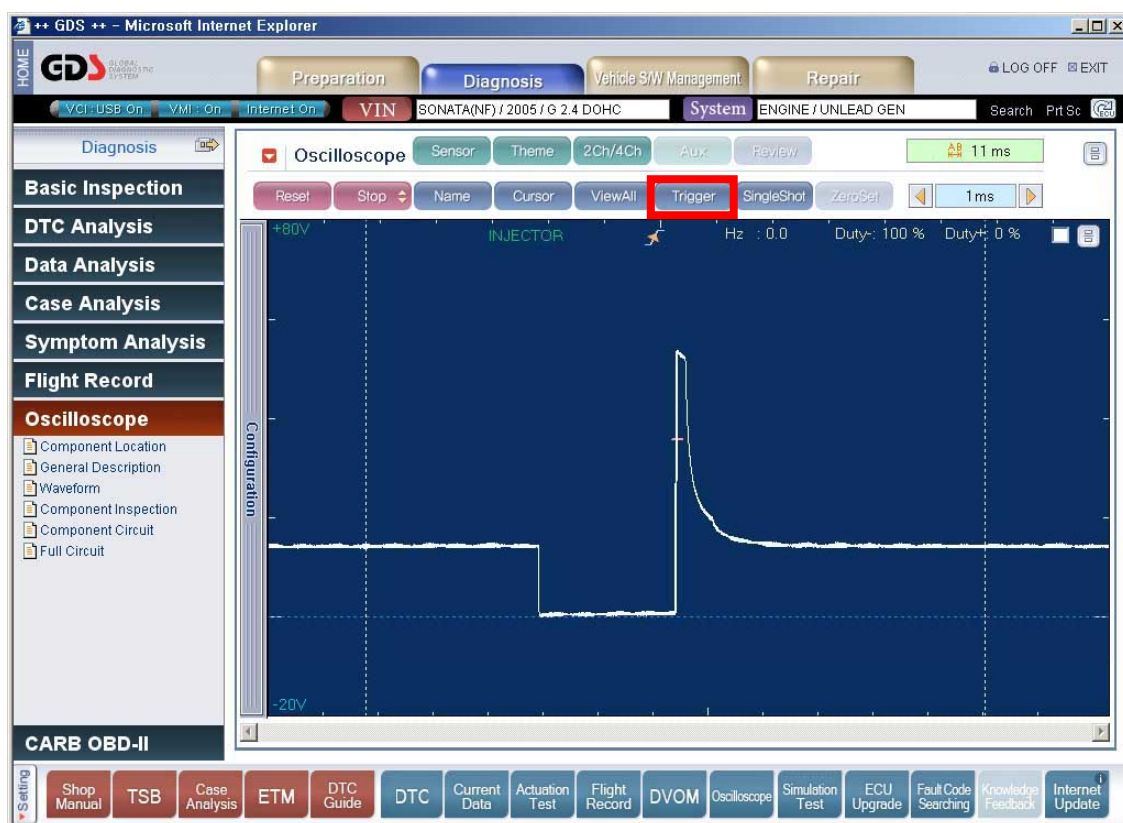 ++ GDS ++ - Microsoft Internet Explorer
HOME
GDS GLOBAL DIAGNOSTIC SYSTEM
Preparation
Diagnosis
Vehicle S/W Management
Repair
LOG OFF
EXIT
VCI : USB On
VMI : On
Internet On
VIN
SONATA(NF) / 2005 / G 2.4 DOHC
System
ENGINE / UNLEAD GEN
Search
Prt Sc
ECU
Diagnosis
Basic Inspection
DTC Analysis
Data Analysis
Case Analysis
Symptom Analysis
Flight Record
Oscilloscope
Component Location
General Description
Waveform
Component Inspection
Component Circuit
Full Circuit
CARB OBD-II
Oscilloscope
Sensor
Theme
2Ch/4Ch
Aux
Review
AB 11 ms
Reset
Stop
Name
Cursor
ViewAll
Trigger
SingleShot
ZeroSet
1ms
Configuration
+80V
INJECTOR
Hz : 0.0
Duty-: 100 %
Duty+: 0 %
-20V
Setting
Shop Manual
TSB
Case Analysis
ETM
DTC Guide
DTC
Current Data
Actuation Test
Flight Record
DVOM
Oscilloscope
Simulation Test
ECU Upgrade
Fault Code Searching
Knowledge Feedback
Internet Update